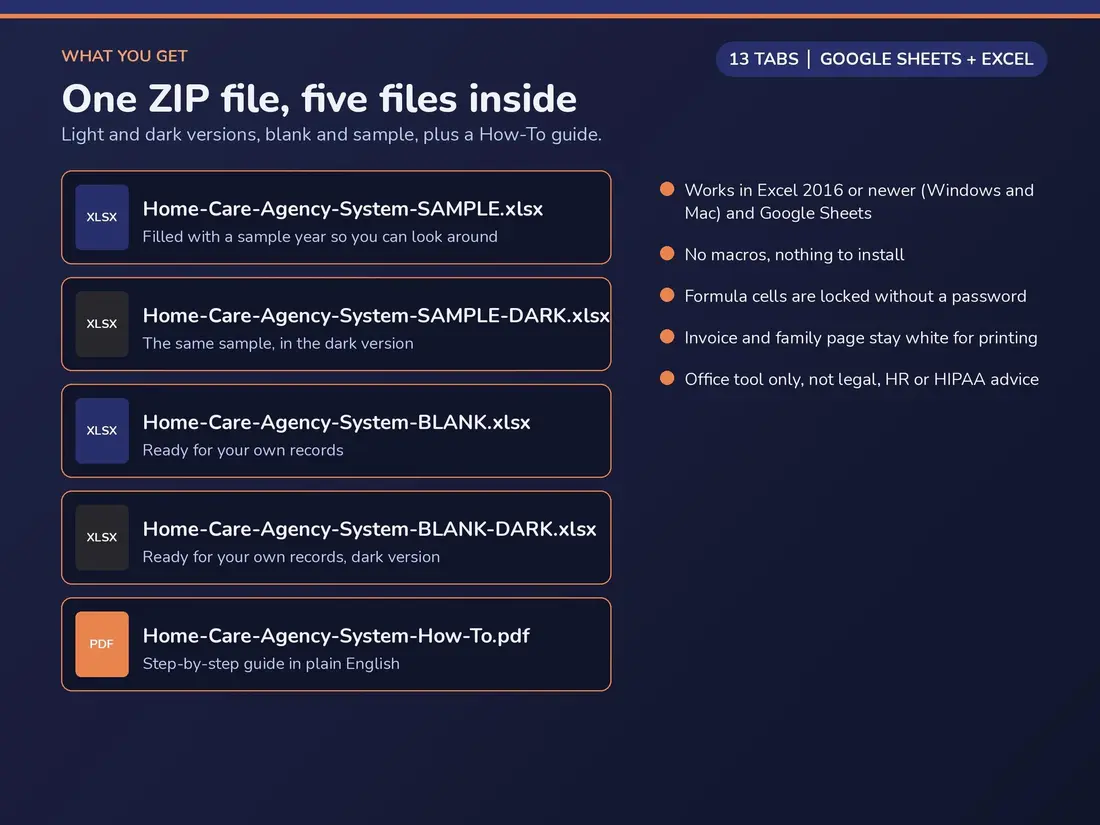 WHAT YOU GET
13 TABS | GOOGLE SHEETS + EXCEL
One ZIP file, five files inside
Light and dark versions, blank and sample, plus a How-To guide.
XLSX
Home-Care-Agency-System-SAMPLE.xlsx
Filled with a sample year so you can look around
XLSX
Home-Care-Agency-System-SAMPLE-DARK.xlsx
The same sample, in the dark version
XLSX
Home-Care-Agency-System-BLANK.xlsx
Ready for your own records
XLSX
Home-Care-Agency-System-BLANK-DARK.xlsx
Ready for your own records, dark version
PDF
Home-Care-Agency-System-How-To.pdf
Step-by-step guide in plain English
Works in Excel 2016 or newer (Windows and
Mac) and Google Sheets
No macros, nothing to install
Formula cells are locked without a password
Invoice and family page stay white for printing
Office tool only, not legal, HR or HIPAA advice